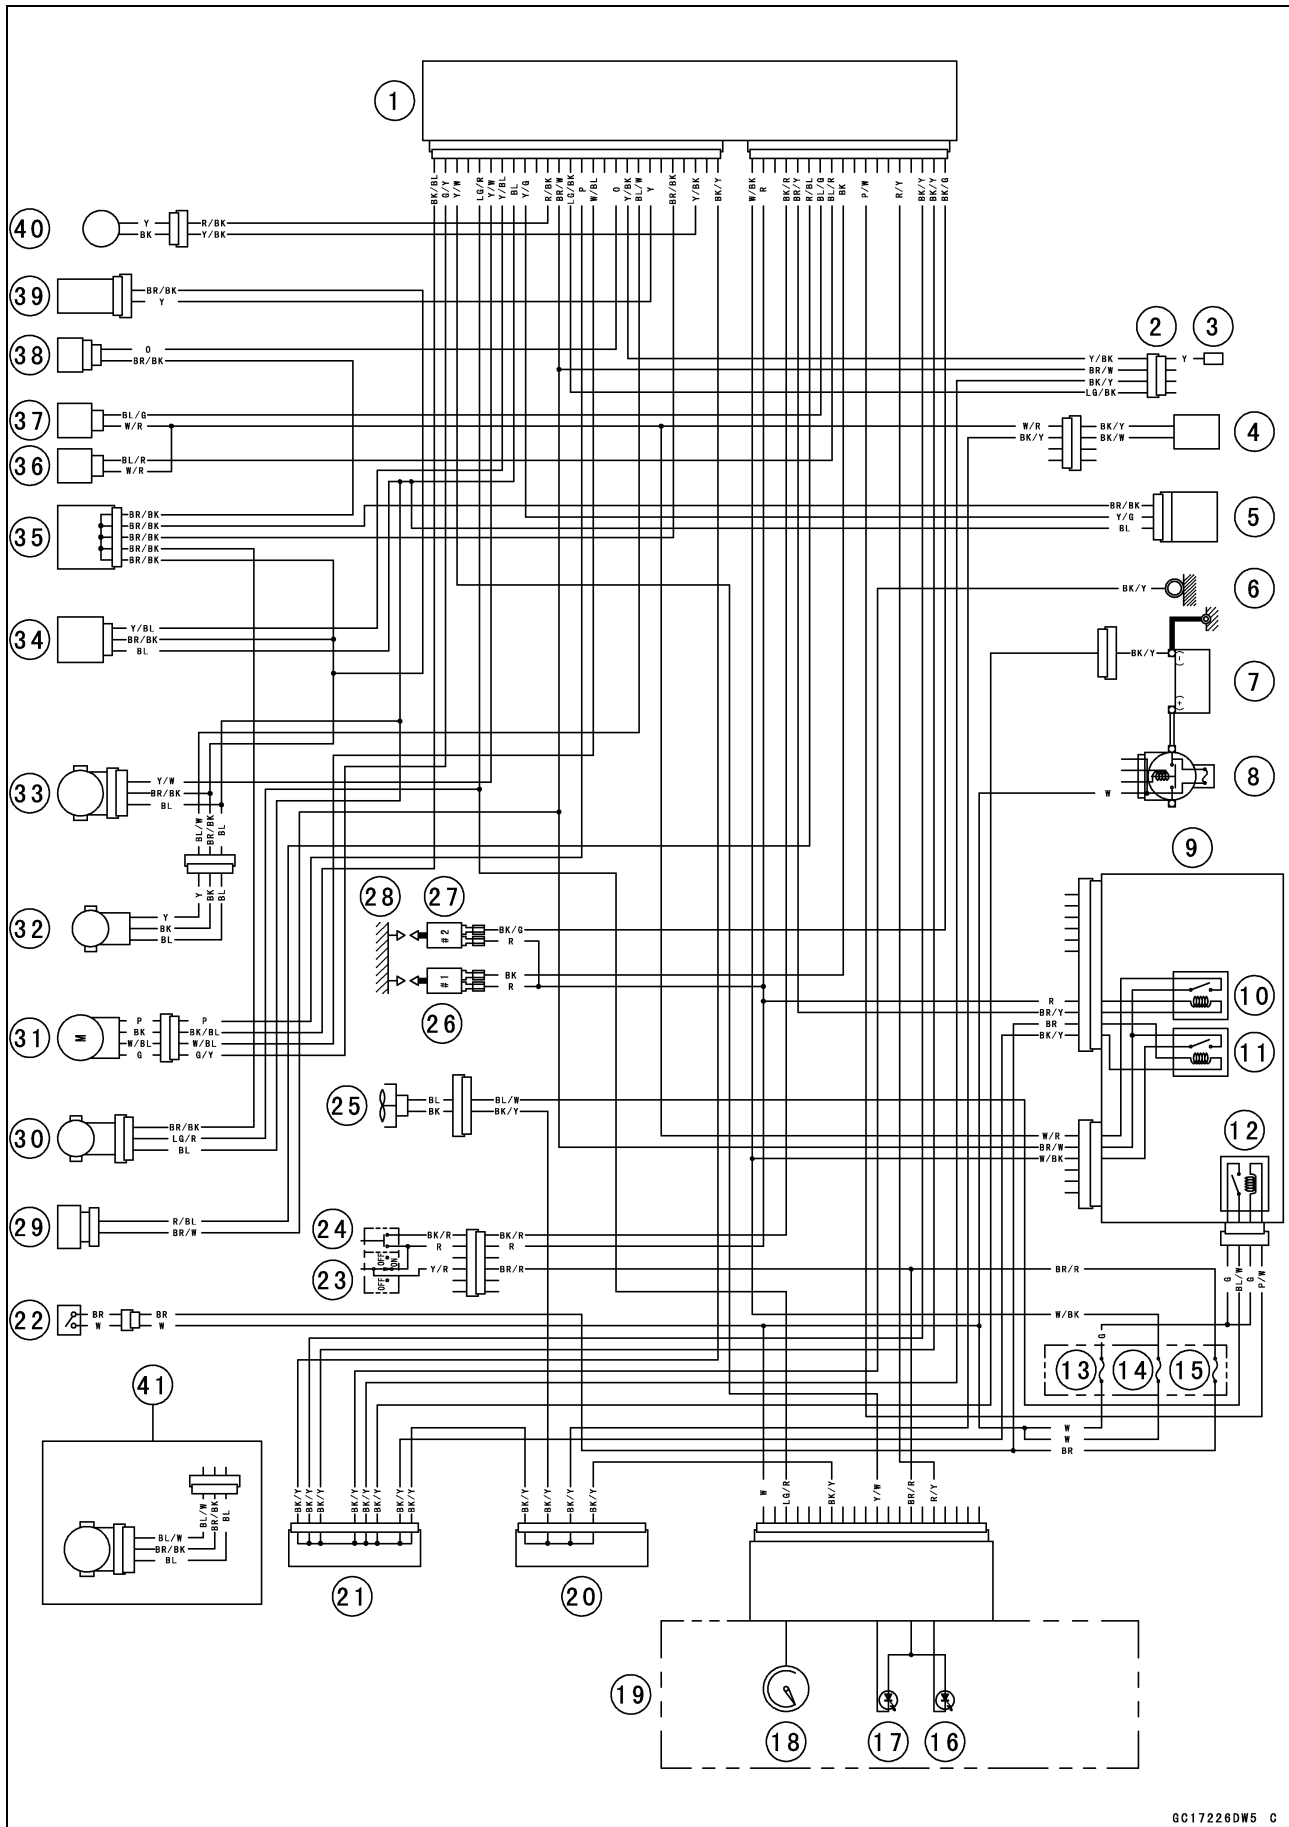 1
BK/BL G/Y Y/W LG/R Y/W Y/BL BL Y/G R/BK BR/W LG/BK P W/BL O Y/BK BL/W Y BR/BK Y/BK BK/Y W/BK R BK/R BR/Y R/BL BL/G BL/R BK P/W R/Y BK/Y BK/Y BK/G
40 Y R/BK
BK Y/BK
39 BR/BK
Y
2 3
38 O
BR/BK
Y/BK Y
BR/W
BK/Y
LG/BK
37 BL/G
W/R
W/R BK/Y 4
BK/Y BK/W
36 BL/R
W/R
35 BR/BK
BR/BK
BR/BK
BR/BK
BR/BK
BR/BK 5
Y/G
BL
BK/Y 6
34 Y/BL
BR/BK
BL
BK/Y (-)
7
(+)
33 Y/W
BR/BK
BL
W 8
BL/W BR/BK BL
9
28 27
Y BK BL
32 Y
BK
BL
#2 BK/G
R
#1 BK
R
26
R 10
BR/Y
BR
BK/Y 11
31 M P P
BK BK/BL
W/BL W/BL
G G/Y
25 BL BL/W
BK BK/Y
30 BR/BK
LG/R
BL
W/R 12
BR/W
W/BK
29 R/BL
BR/W
24 BK/R BK/R
R R
OFF ON
23 OFF Y/R BR/R BR/R
G BL/W G P/W
22 BR BR
W W
W/BK
G
13 14 15
41
W
W
BR
BL/W BR/BK BL
BL/W
BR/BK
BL
BK/Y BK/Y BK/Y BK/Y BK/Y BK/Y BK/Y BK/Y
BK/Y BK/Y BK/Y BK/Y
W LG/R BK/Y Y/W BR/R R/Y
21 20
19
18 17 16
GC17226DW5 C